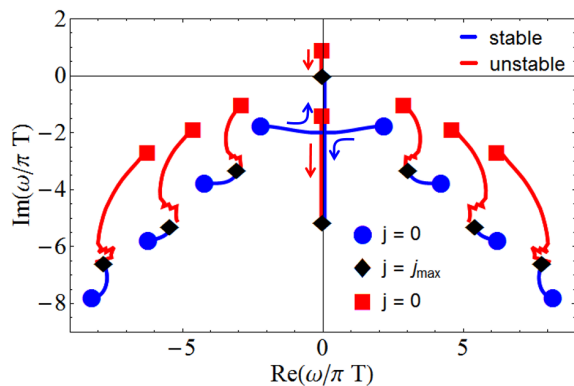 2
0
−2
−4
−6
−8
−5
0
5
Im(ω/π T)
Re(ω/π T)
stable
unstable
j = 0
j = jmax
j = 0